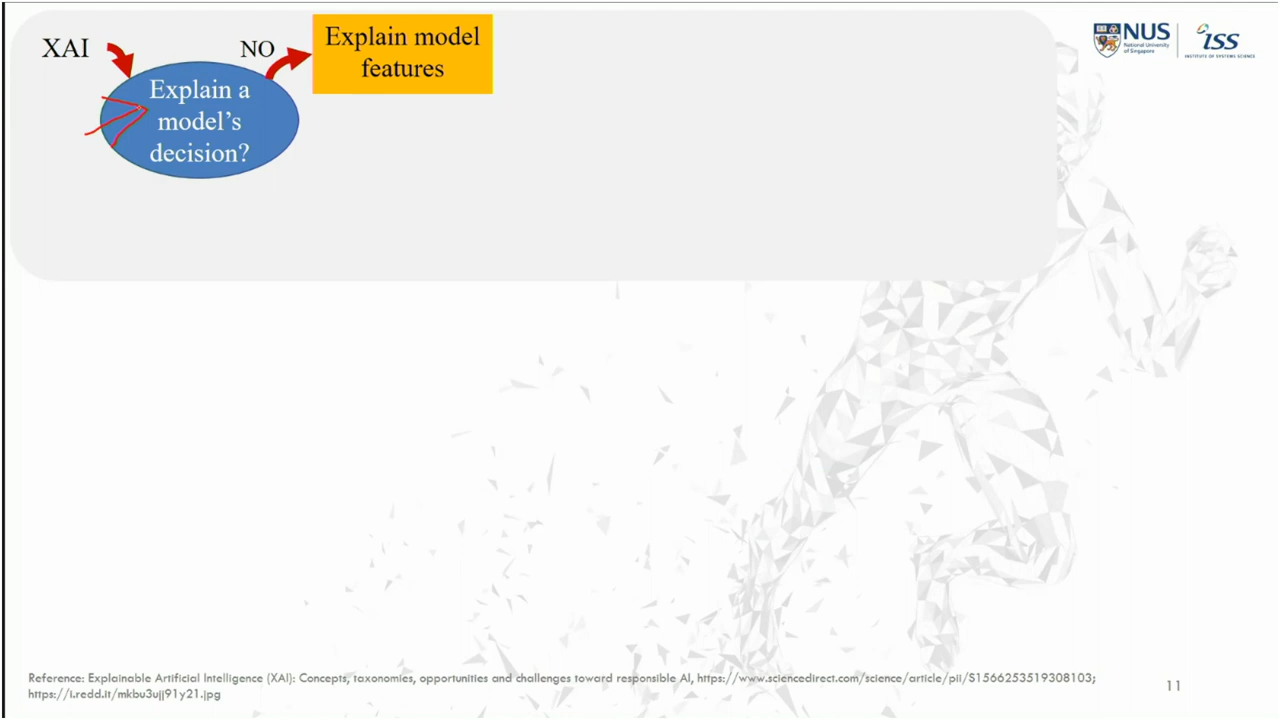 XAI
NO
Explain model
features
Explain a
model's
decision?
NUS
National University
of Singapore
iss
INSTITUTE OF SYSTEMS SCIENCE
Reference: Explainable Artificial Intelligence (XAI): Concepts, taxonomies, opportunities and challenges toward responsible AI, https://www.sciencedirect.com/science/article/pii/S1566253519308103;
https://i.redd.it/mkbu3ujj91y21.jpg
11